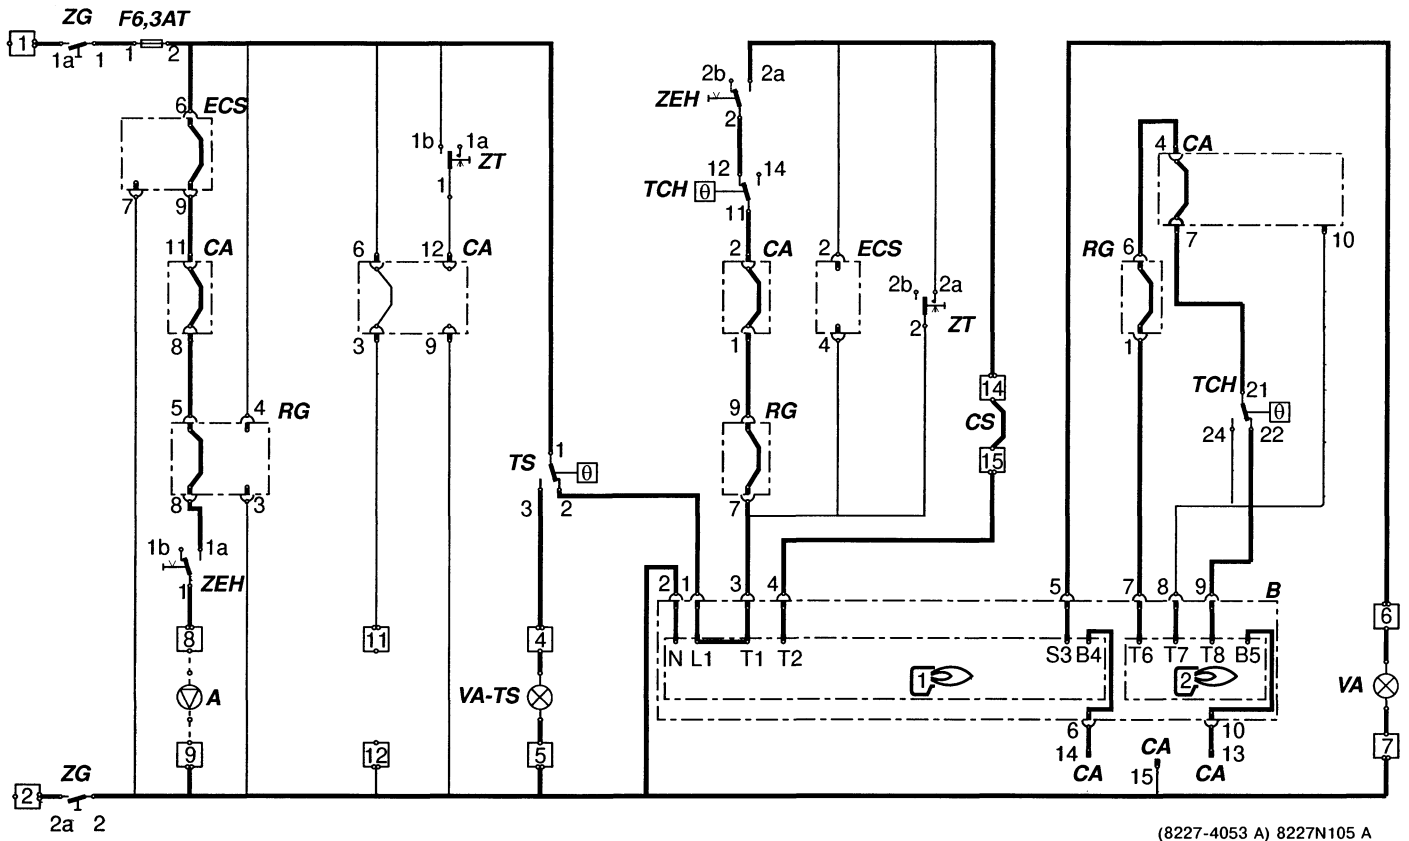 ZG F6,3AT
1 1a 1 1 2
6 ECS
7 9
1b 1a ZT
1
11 CA
8
6 12 CA
3 9
5 4 RG
8 3
1b 1a
ZEH
1
8
A
9
11
12
TS 1 θ
3 2
4
VA-TS
5
2b 2a
ZEH
2
12 14
TCH θ
11
2 CA
1
2 ECS
4
2b 2a
2 ZT
9 RG
7
14
CS
15
4 CA
7 10
RG 6
1
TCH 21
θ
24 22
2 1 3 4 5 7 8 9 B
N L1 T1 T2 S3 B4 T6 T7 T8 B5
1 2
6 10
14 13
CA CA CA
15
6
VA
7
ZG
2
2a 2
(8227-4053 A) 8227N105 A